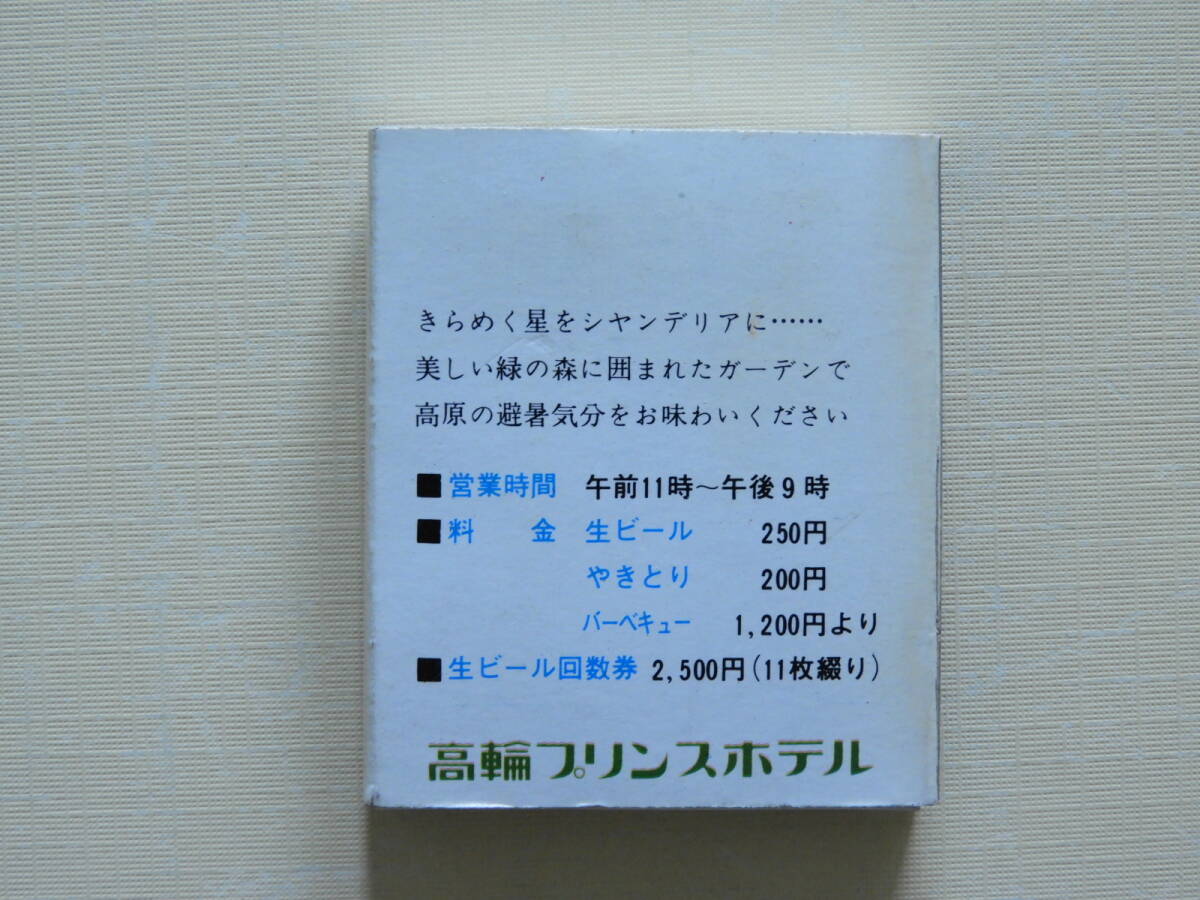 きらめく星をシヤンデリアに……
美しい緑の森に囲まれたガーデンで
高原の避暑気分をお味わいください
■営業時間 午前11時～午後9時
■料 金 生ビール 250円
やきとり 200円
バーベキュー 1,200円より
■生ビール回数券 2,500円(11枚綴り)
高輪プリンスホテル